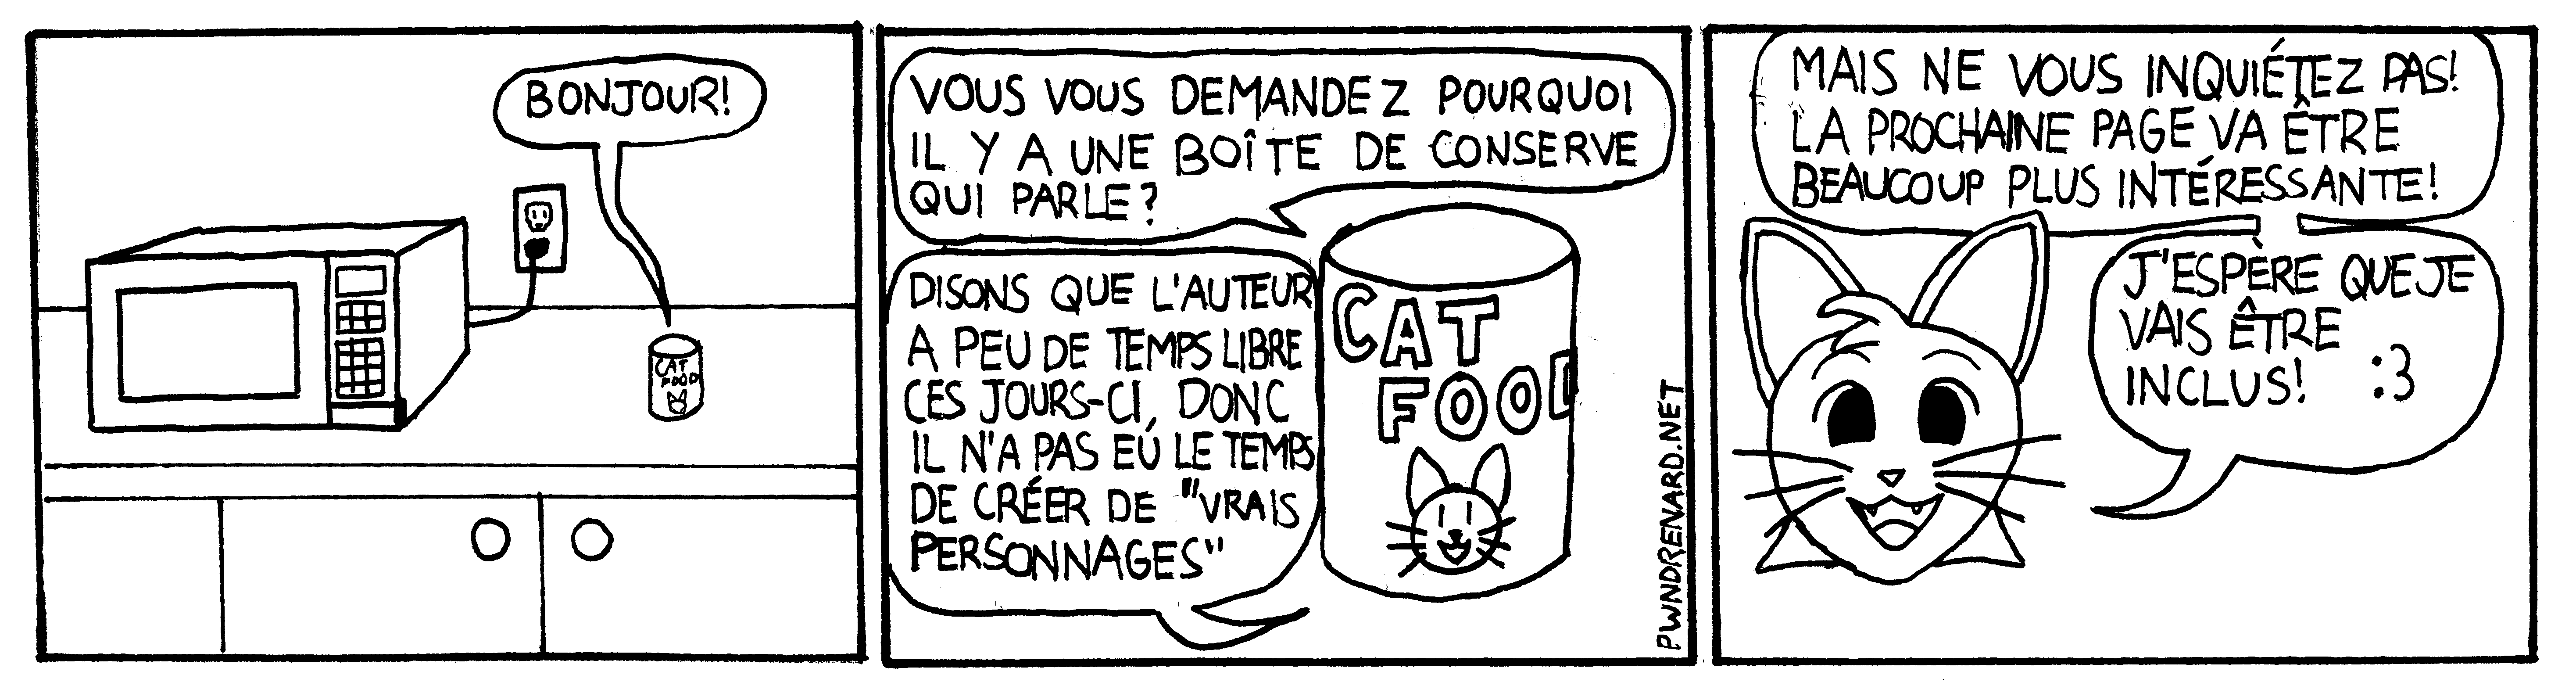 BONJOUR!
CAT
FOOD
VOUS VOUS DEMANDEZ POURQUOI
IL Y A UNE BOÎTE DE CONSERVE
QUI PARLE?
DISONS QUE L'AUTEUR
A PEU DE TEMPS LIBRE
CES JOURS-CI, DONC
IL N'A PAS EÚ LE TEMPS
DE CRÉER DE "VRAIS
PERSONNAGES"
CAT
FOOD
PWNDRENARD.NET
MAIS NE VOUS INQUIÉTEZ PAS!
LA PROCHAINE PAGE VA ÊTRE
BEAUCOUP PLUS INTÉRESSANTE!
J'ESPÈRE QUE JE
VAIS ÊTRE
INCLUS! :3